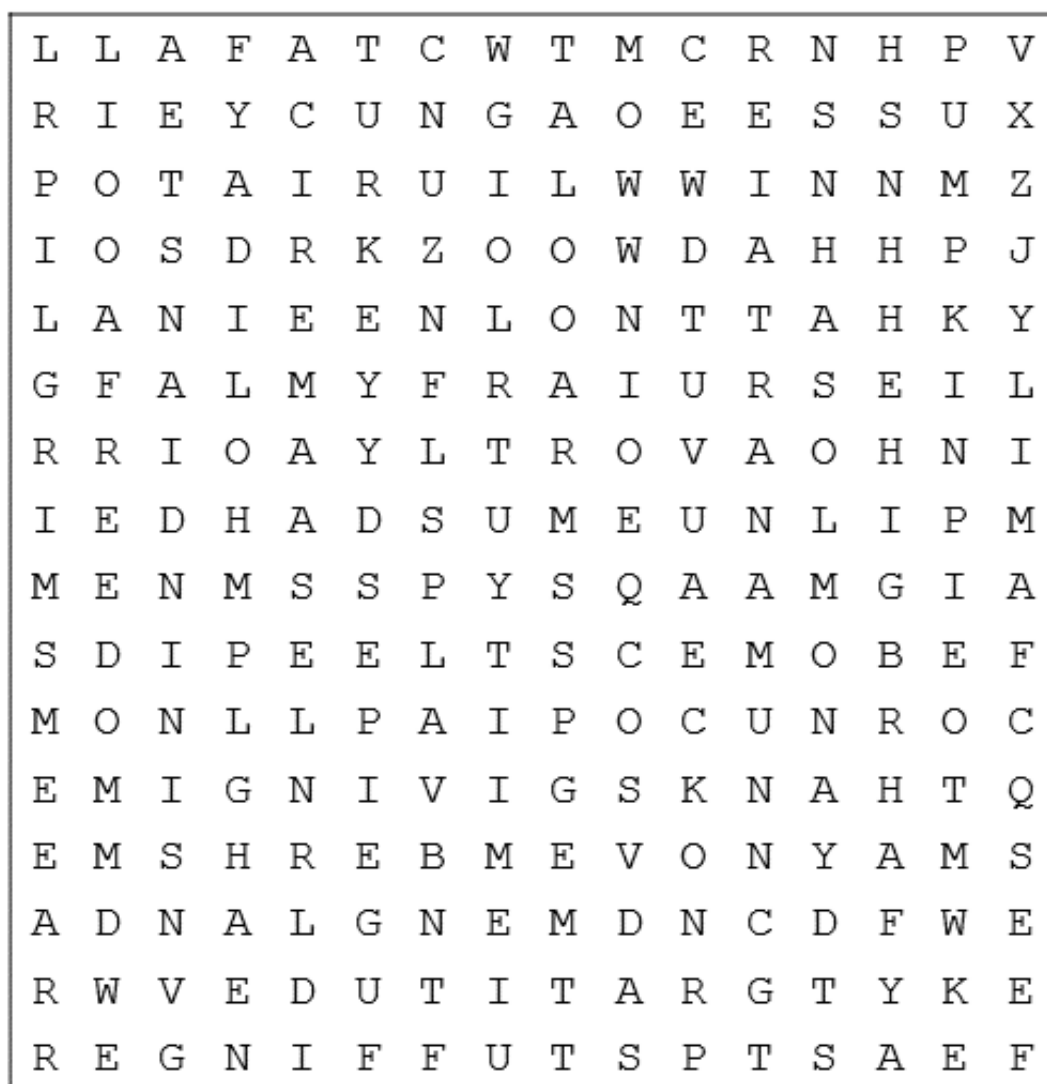 L L A F A T C W T M C R N H P V
R I E Y C U N G A O E E S S U X
P O T A I R U I L W W I N N M Z
I O S D R K Z O O W D A H H P J
L A N I E E N L O N T T A H K Y
G F A L M Y F R A I U R S E I L
R R I O A Y L T R O V A O H N I
I E D H A D S U M E U N L I P M
M E N M S S P Y S Q A A M G I A
S D I P E E L T S C E M O B E F
M O N L L P A I P O C U N R O C
E M I G N I V I G S K N A H T Q
E M S H R E B M E V O N Y A M S
A D N A L G N E M D N C D F W E
R W V E D U T I T A R G T Y K E
R E G N I F F U T S P T S A E F